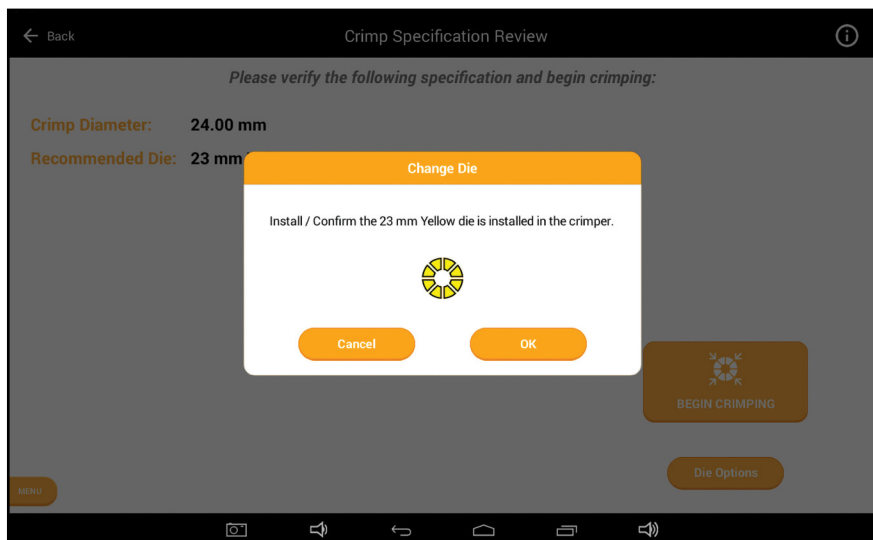 Back
Crimp Specification Review
Please verify the following specification and begin crimping:
Crimp Diameter: 24.00 mm
Recommended Die: 23 mm
Change Die
Install / Confirm the 23 mm Yellow die is installed in the crimper.
Cancel
OK
BEGIN CRIMPING
Die Options
MENU